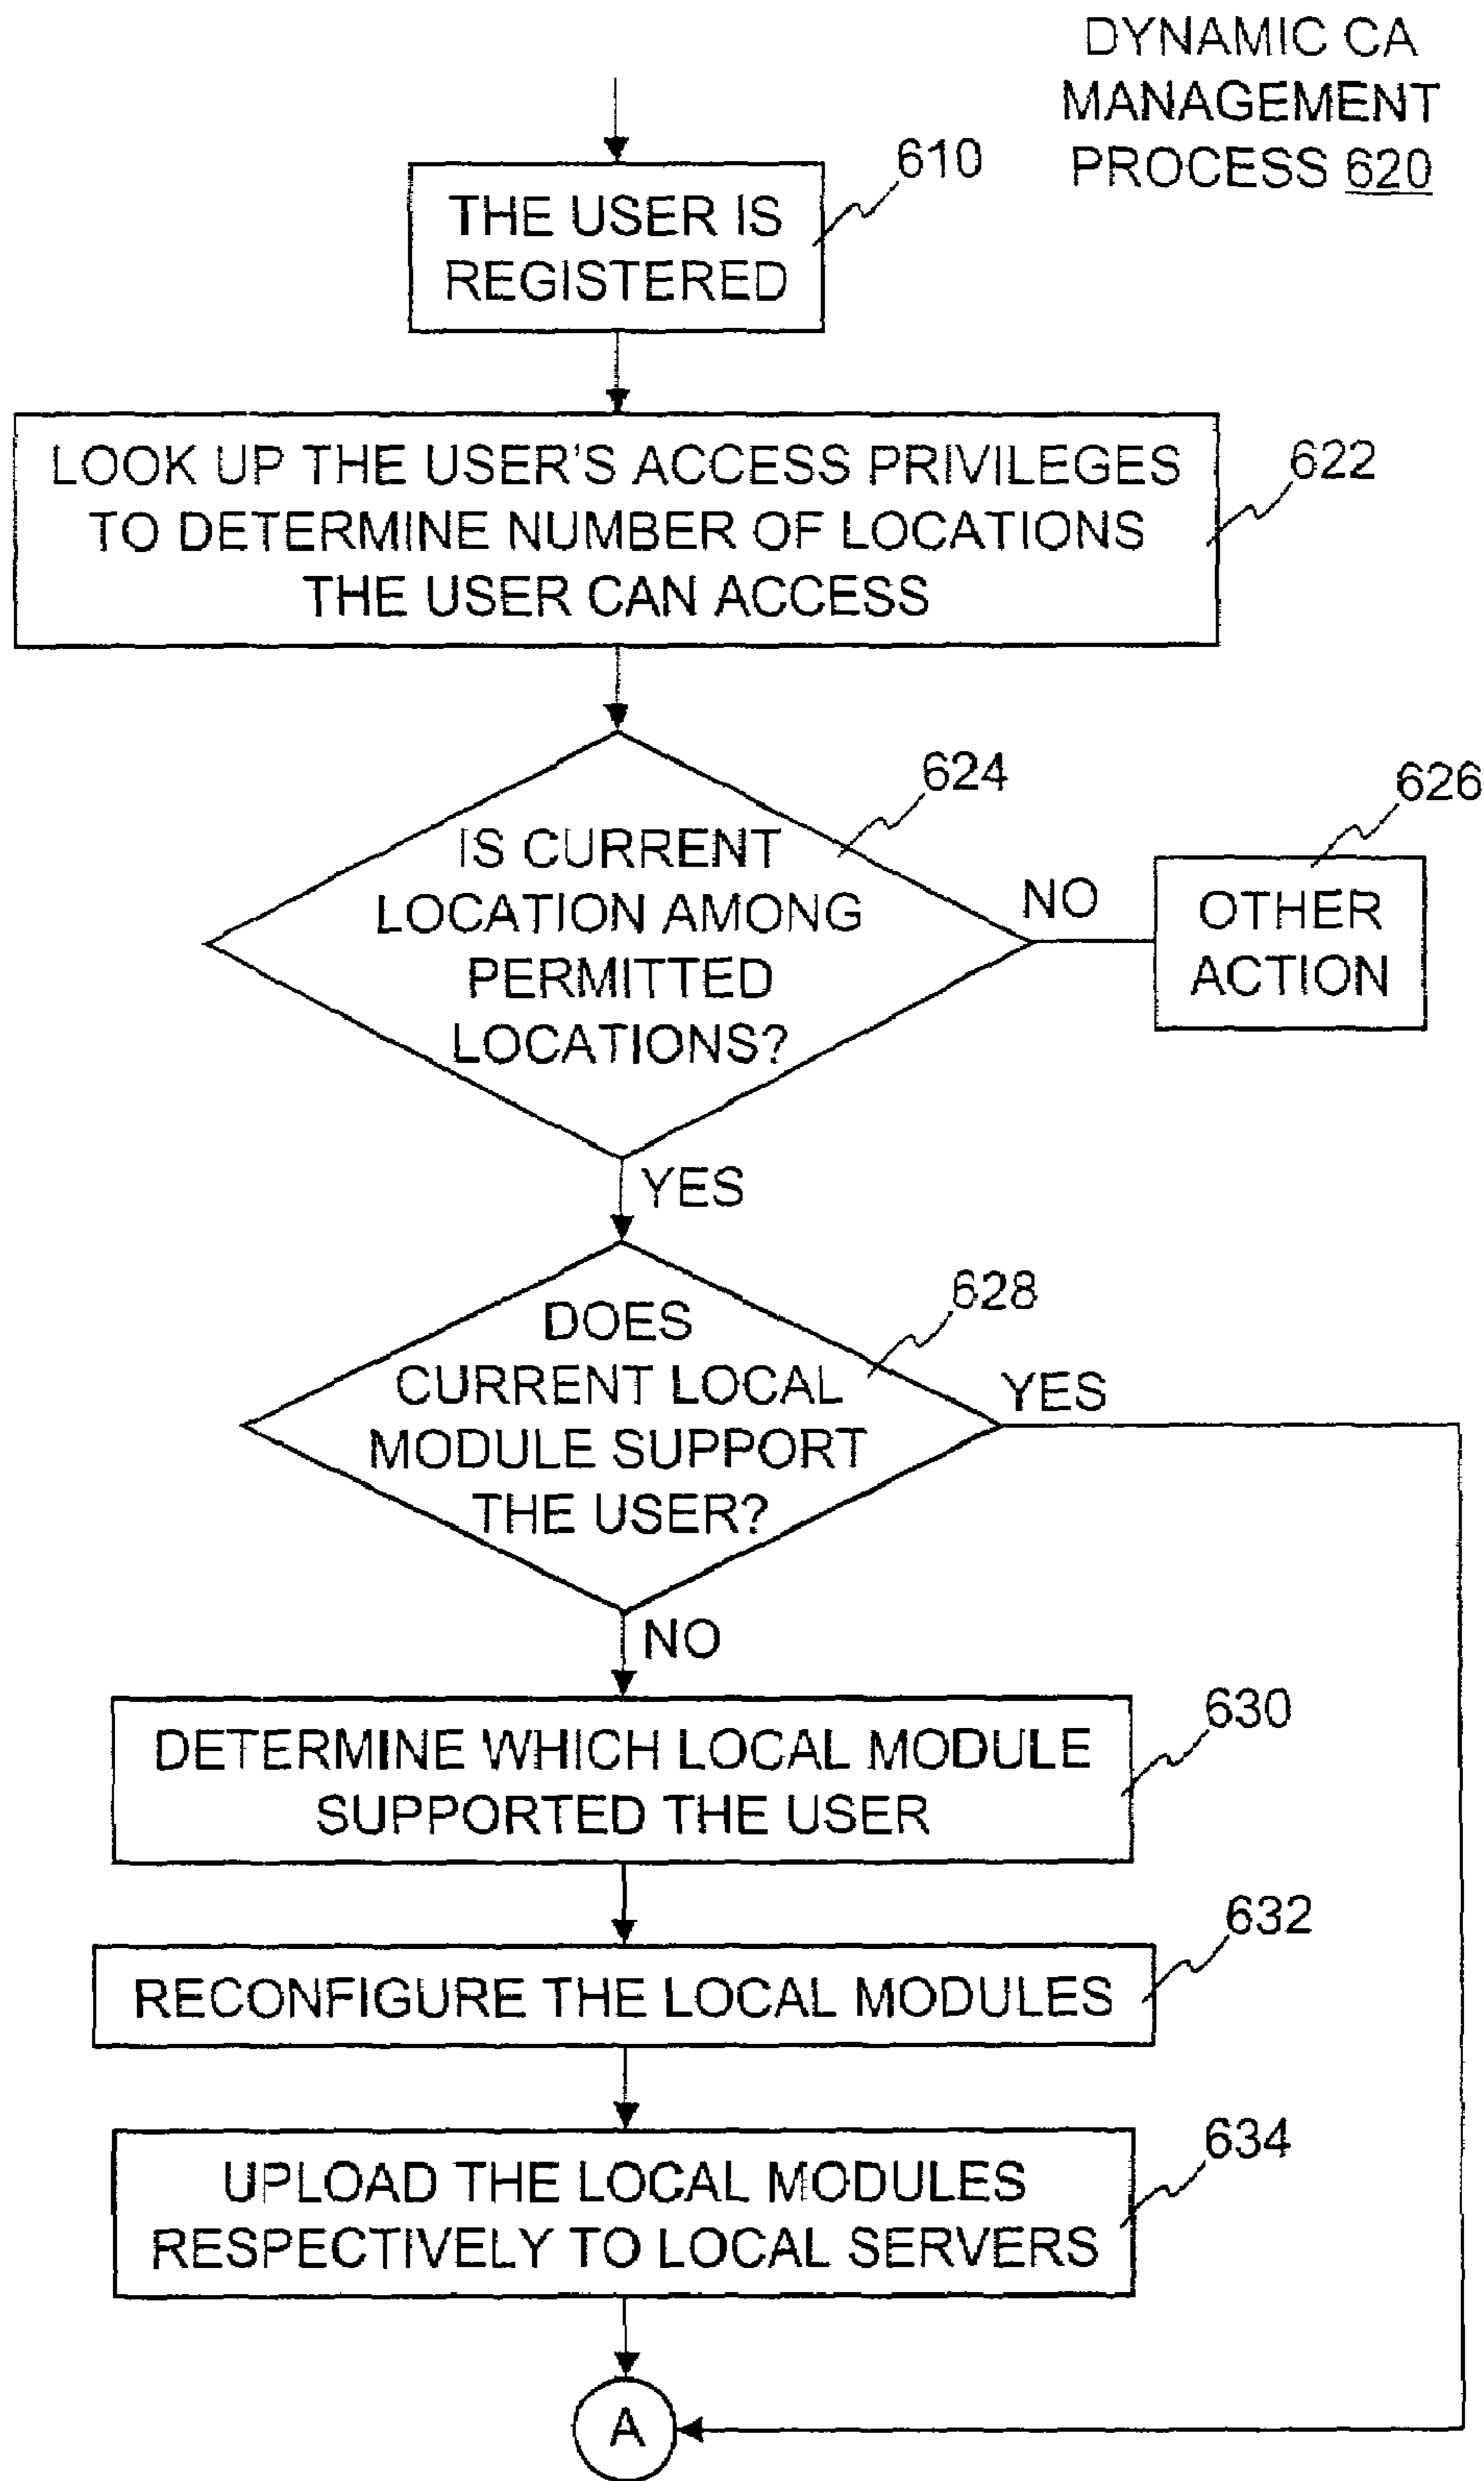 DYNAMIC CA
MANAGEMENT
PROCESS 620
610
THE USER IS
REGISTERED
622
LOOK UP THE USER'S ACCESS PRIVILEGES
TO DETERMINE NUMBER OF LOCATIONS
THE USER CAN ACCESS
624
IS CURRENT
LOCATION AMONG
PERMITTED
LOCATIONS?
NO
626
OTHER
ACTION
YES
628
DOES
CURRENT LOCAL
MODULE SUPPORT
THE USER?
YES
NO
630
DETERMINE WHICH LOCAL MODULE
SUPPORTED THE USER
632
RECONFIGURE THE LOCAL MODULES
634
UPLOAD THE LOCAL MODULES
RESPECTIVELY TO LOCAL SERVERS
A